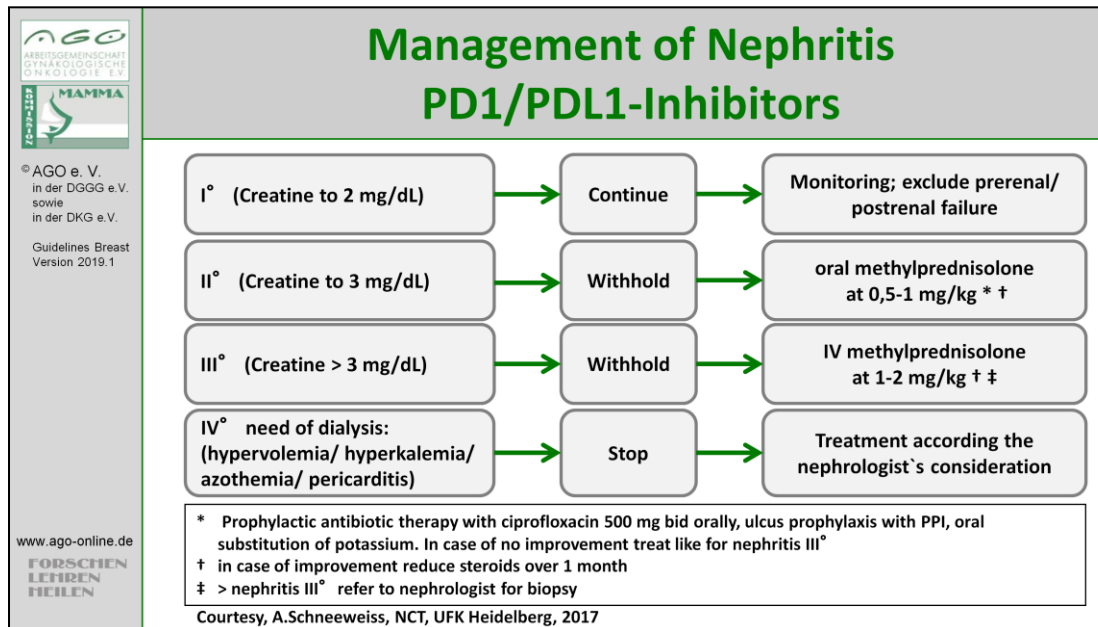 AGO
ARBEITSGEMEINSCHAFT
GYNÄKOLOGISCHE
ONKOLOGIE E.V.
KOMMISSION
MAMMA
© AGO e. V.
in der DGGG e.V.
sowie
in der DKG e.V.
Guidelines Breast
Version 2019.1
www.ago-online.de
FORSCHEN
LEHREN
HEILEN
Management of Nephritis
PD1/PDL1-Inhibitors
I° (Creatine to 2 mg/dL)
Continue
Monitoring; exclude prerenal/
postrenal failure
II° (Creatine to 3 mg/dL)
Withhold
oral methylprednisolone
at 0,5-1 mg/kg * †
III° (Creatine > 3 mg/dL)
Withhold
IV methylprednisolone
at 1-2 mg/kg † ‡
IV° need of dialysis:
(hypervolemia/ hyperkalemia/
azothemia/ pericarditis)
Stop
Treatment according the
nephrologist`s consideration
* Prophylactic antibiotic therapy with ciprofloxacin 500 mg bid orally, ulcus prophylaxis with PPI, oral
substitution of potassium. In case of no improvement treat like for nephritis III°
† in case of improvement reduce steroids over 1 month
‡ > nephritis III° refer to nephrologist for biopsy
Courtesy, A.Schneeweiss, NCT, UFK Heidelberg, 2017